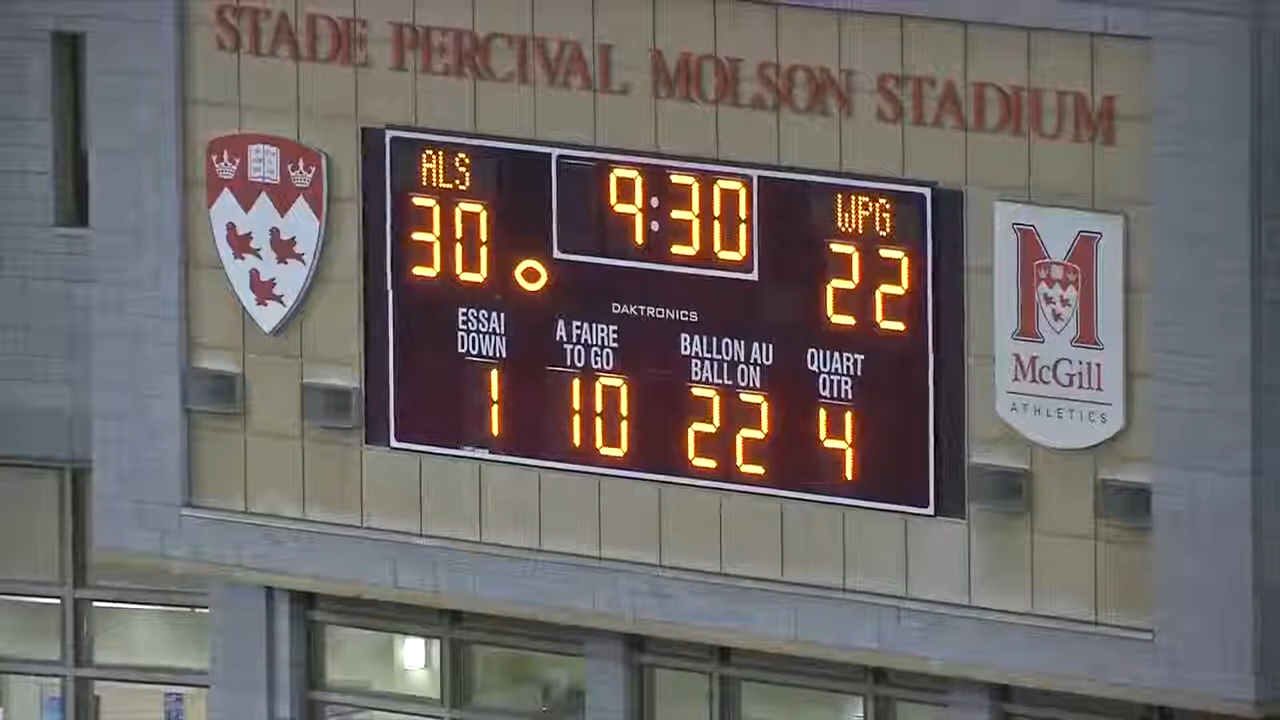 STADE PERCIVAL MOLSON STADIUM
ALS 9:30 WPG
30 22
DAKTRONICS
ESSAI DOWN
A FAIRE TO GO
BALLON AU BALL ON
QUART QTR
1 10 22 4
McGill
ATHLETICS